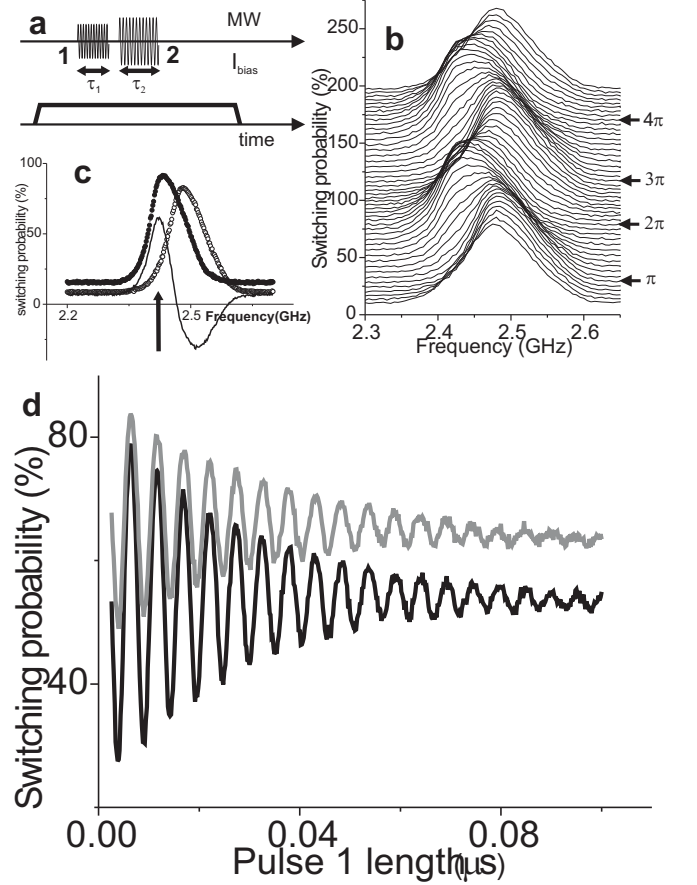 a
MW
1
2
I bias
τ1
τ2
time
b
Switching probability (%)
250
200
150
100
50
0
4π
3π
2π
π
2.3
2.4
2.5
2.6
Frequency (GHz)
c
switching probability (%)
100
50
0
2.2
2.5
Frequency(GHz)
d
Switching probability (%)
80
40
0.00
0.04
0.08
Pulse 1 length(μs)